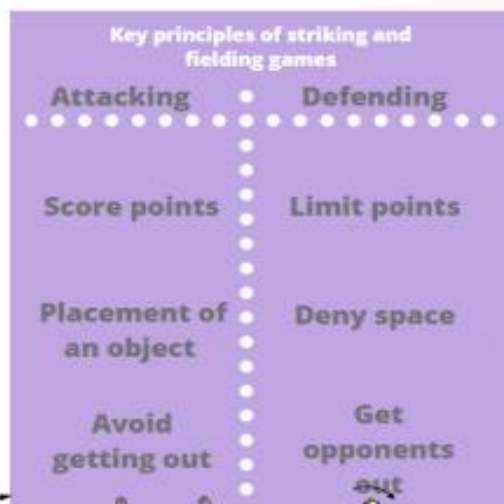 Key principles of striking and
fielding games
Attacking
Defending
Score points
Limit points
Placement of
an object
Deny space
Avoid
getting out
Get
opponents
out